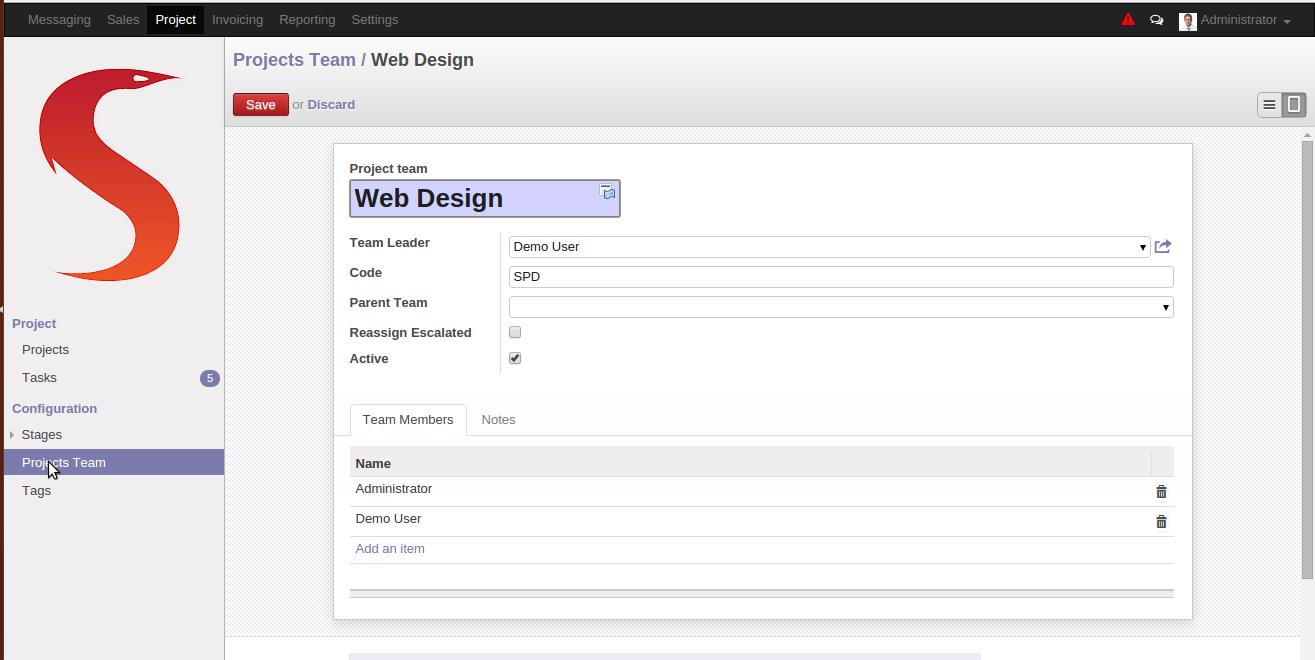 Messaging Sales Project Invoicing Reporting Settings Administrator
Projects Team / Web Design
Save or Discard
Project
Projects
Tasks 5
Configuration
Stages
Projects Team
Tags
Project team
Web Design
Team Leader Demo User
Code SPD
Parent Team
Reassign Escalated
Active
Team Members Notes
Name
Administrator
Demo User
Add an item